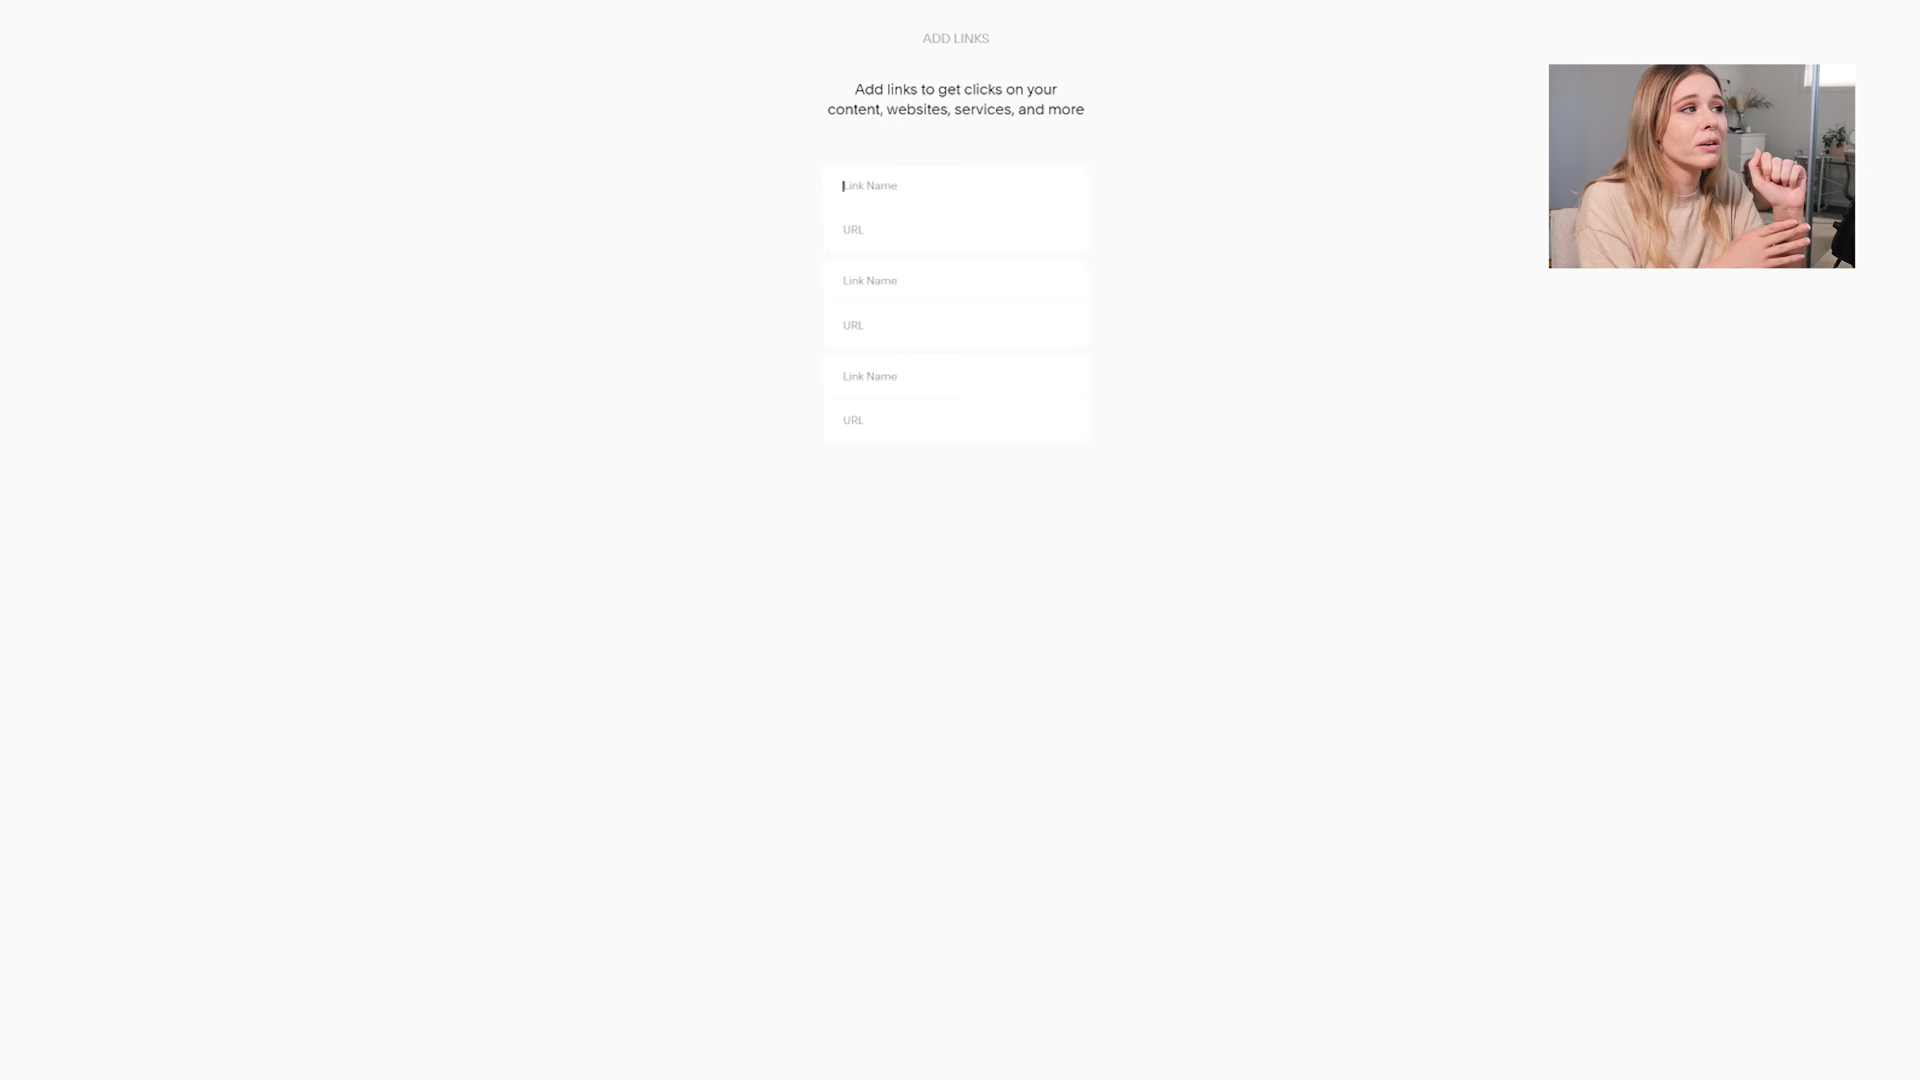 ADD LINKS
Add links to get clicks on your
content, websites, services, and more
Link Name
URL
Link Name
URL
Link Name
URL